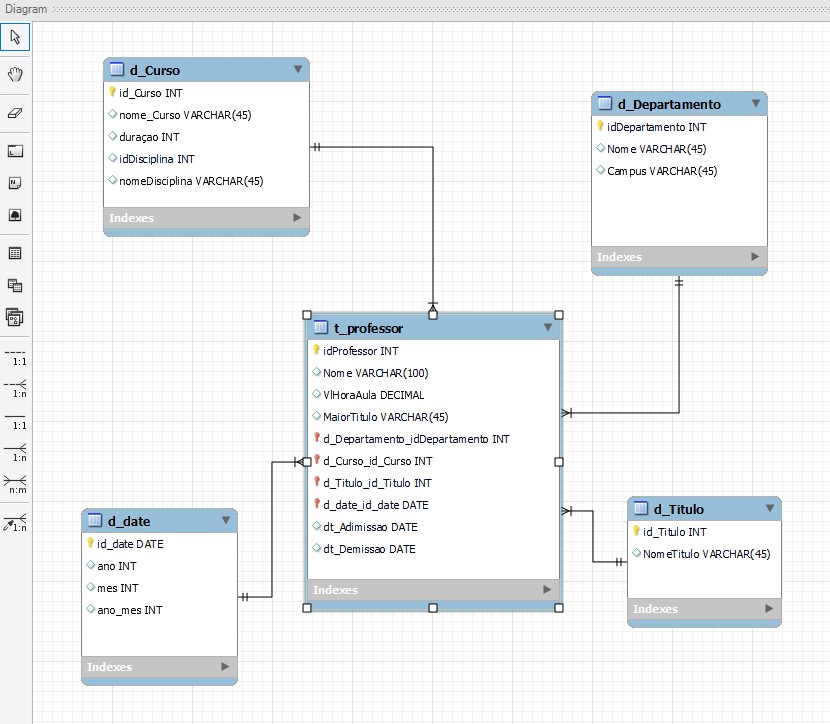 Diagram
d_Curso
id_Curso INT
nome_Curso VARCHAR(45)
duraçao INT
idDisciplina INT
nomeDisciplina VARCHAR(45)
Indexes
d_Departamento
idDepartamento INT
Nome VARCHAR(45)
Campus VARCHAR(45)
Indexes
t_professor
idProfessor INT
Nome VARCHAR(100)
VlHoraAula DECIMAL
MaiorTitulo VARCHAR(45)
d_Departamento_idDepartamento INT
d_Curso_id_Curso INT
d_Titulo_id_Titulo INT
d_date_id_date DATE
dt_Adimissao DATE
dt_Demissao DATE
Indexes
d_date
id_date DATE
ano INT
mes INT
ano_mes INT
Indexes
d_Titulo
id_Titulo INT
NomeTitulo VARCHAR(45)
Indexes
1:1
1:n
1:1
1:n
n:m
1:n